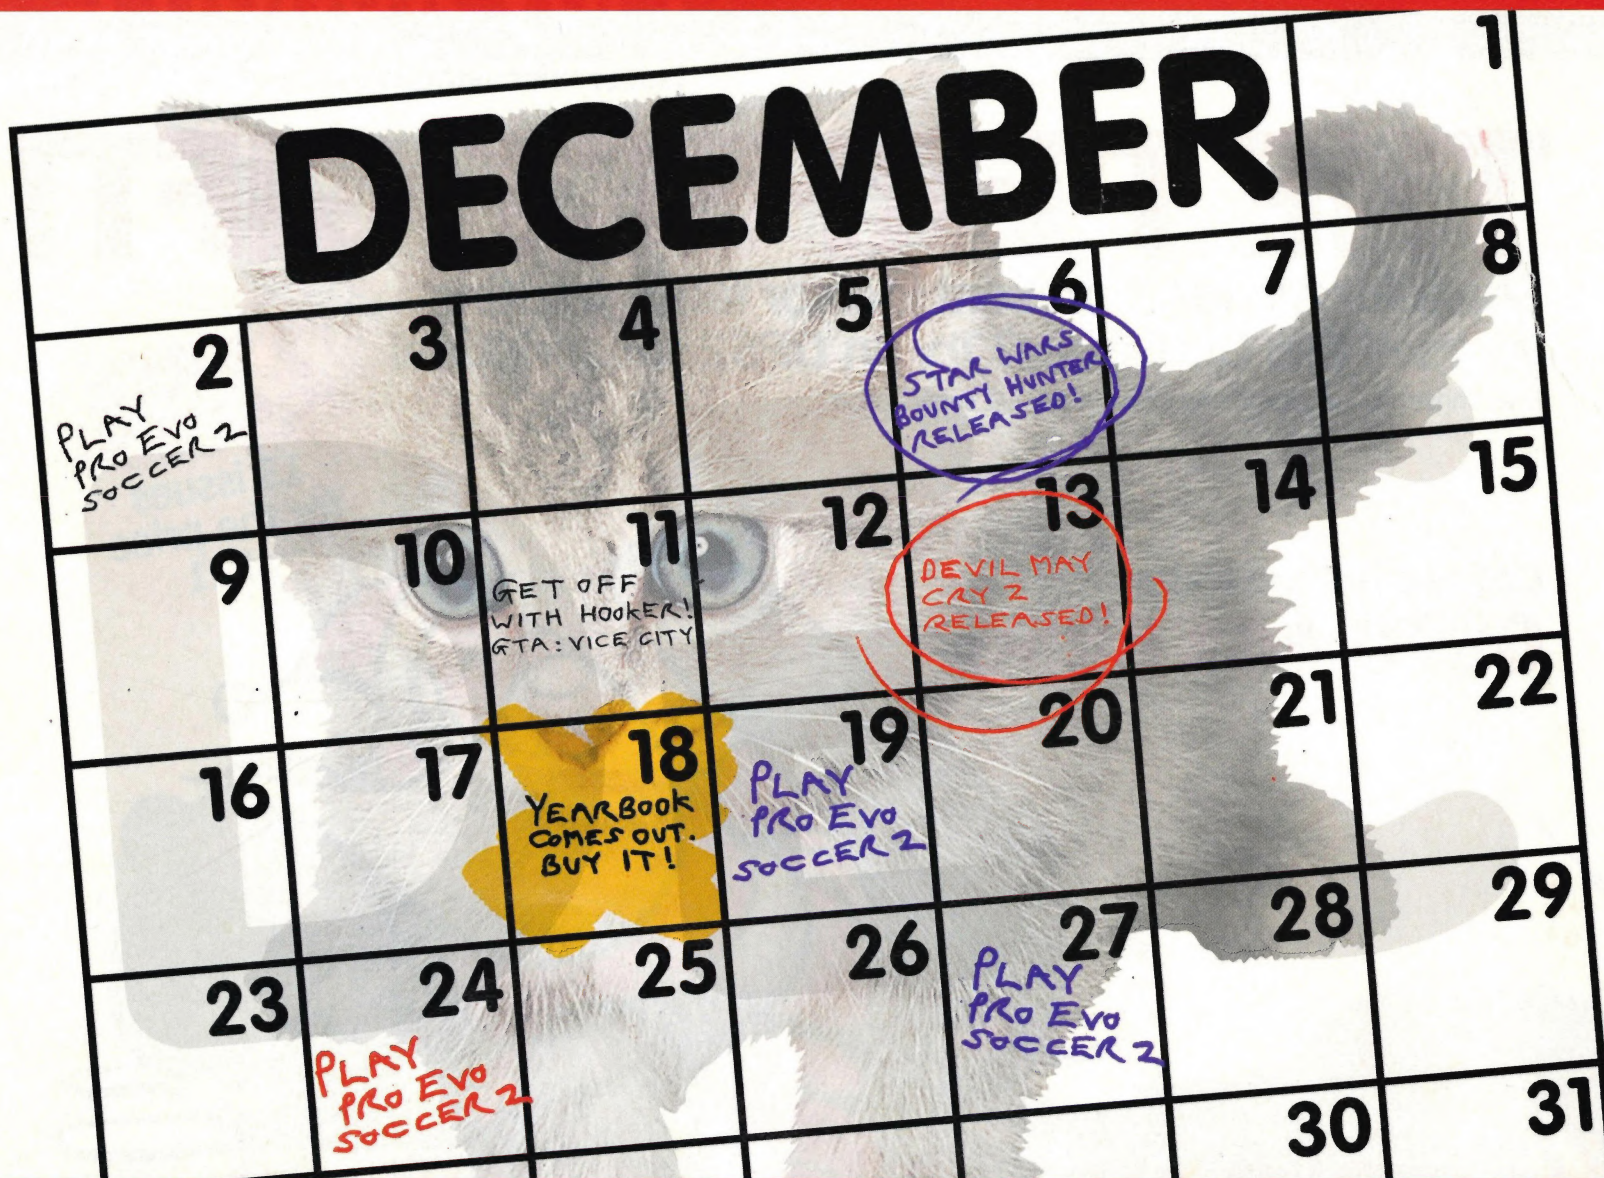 1
DECEMBER
2
3
4
5
6
7
8
PLAY
PRO EVO
SOCCER 2
STAR WARS
BOUNTY HUNTER
RELEASED!
9
10
11
12
13
14
15
GET OFF
WITH HOOKER!
GTA: VICE CITY
DEVIL MAY
CRY 2
RELEASED!
16
17
18
19
20
21
22
YEARBOOK
COMES OUT.
BUY IT!
PLAY
PRO EVO
SOCCER 2
23
24
25
26
27
28
29
PLAY
PRO EVO
SOCCER 2
PLAY
PRO EVO
SOCCER 2
30
31